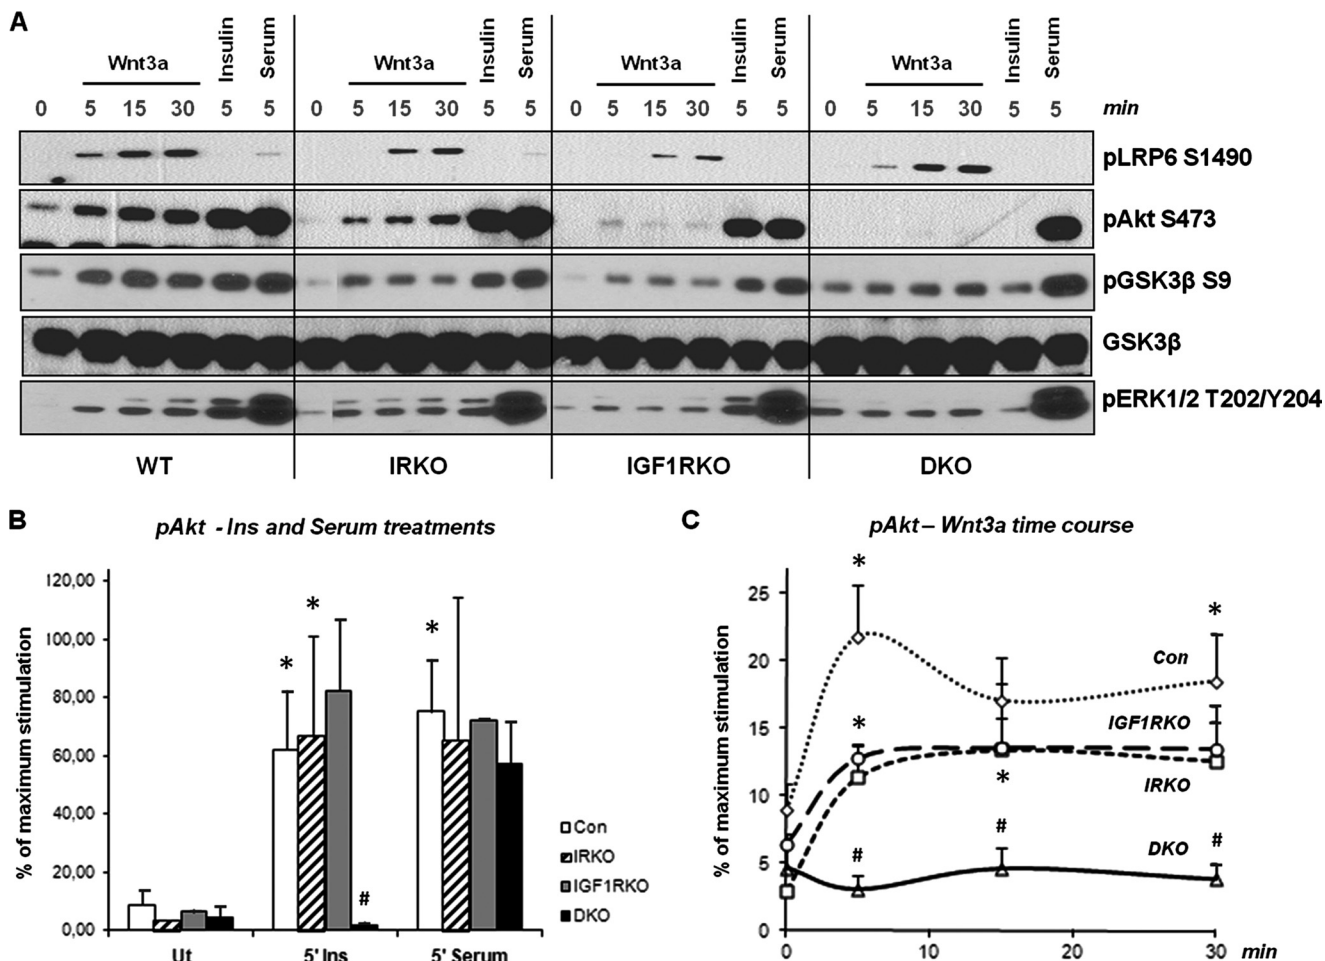 A
Wnt3a Insulin Serum Wnt3a Insulin Serum Wnt3a Insulin Serum Wnt3a Insulin Serum
0 5 15 30 5 5 0 5 15 30 5 5 0 5 15 30 5 5 0 5 15 30 5 5 min
pLRP6 S1490
pAkt S473
pGSK3β S9
GSK3β
pERK1/2 T202/Y204
WT IRKO IGF1RKO DKO
B
pAkt - Ins and Serum treatments
% of maximum stimulation
120,00
100,00
80,00
60,00
40,00
20,00
0,00
* * * #
Con
IRKO
IGF1RKO
DKO
Ut 5' Ins 5' Serum
C
pAkt – Wnt3a time course
% of maximum stimulation
25
20
15
10
5
0
* * * *
# # #
Con
IGF1RKO
IRKO
DKO
0 10 20 30 min